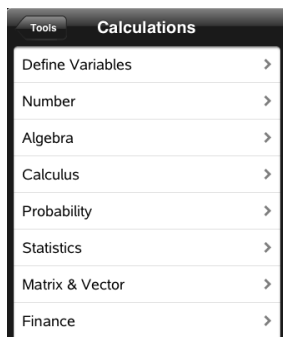 Tools Calculations
Define Variables
Number
Algebra
Calculus
Probability
Statistics
Matrix & Vector
Finance